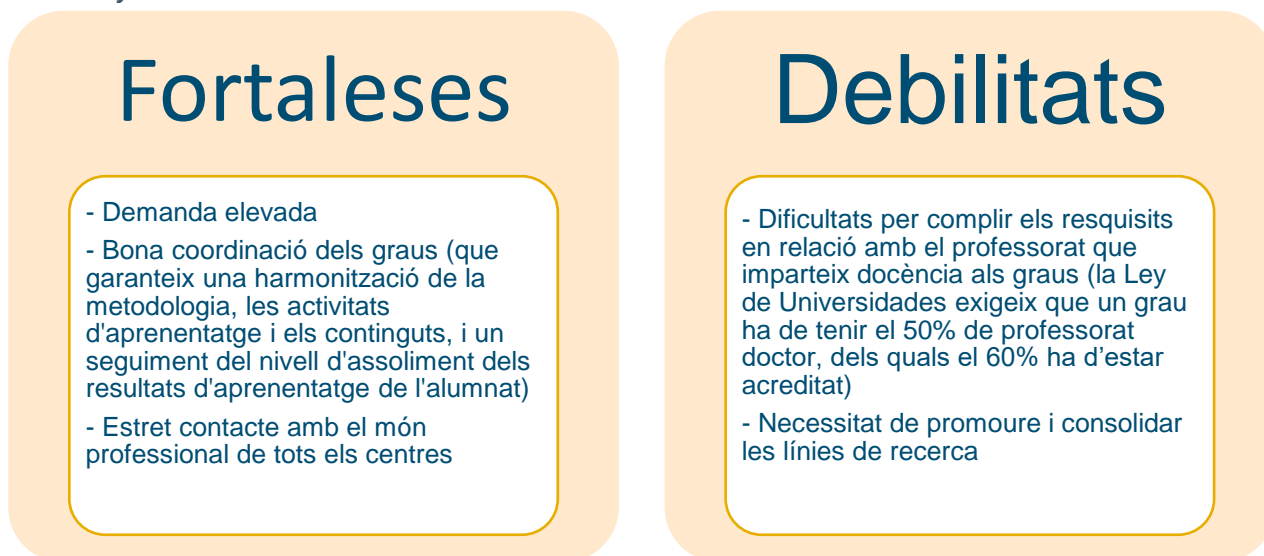 Fortaleses
- Demanda elevada
- Bona coordinació dels graus (que
garanteix una harmonització de la
metodologia, les activitats
d'aprenentatge i els continguts, i un
seguiment del nivell d'assoliment dels
resultats d'aprenentatge de l'alumnat)
- Estret contacte amb el món
professional de tots els centres
Debilitats
- Dificultats per complir els resquisits
en relació amb el professorat que
imparteix docència als graus (la Ley
de Universidades exigeix que un grau
ha de tenir el 50% de professorat
doctor, dels quals el 60% ha d’estar
acreditat)
- Necessitat de promoure i consolidar
les línies de recerca